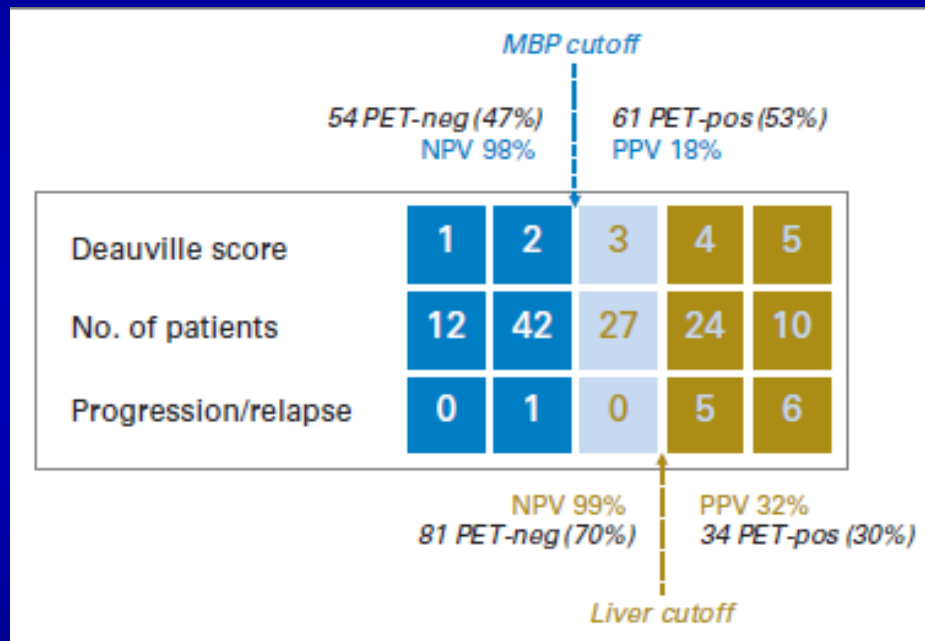 MBP cutoff
54 PET-neg (47%) 61 PET-pos (53%)
NPV 98% PPV 18%
Deauville score 1 2 3 4 5
No. of patients 12 42 27 24 10
Progression/relapse 0 1 0 5 6
NPV 99% PPV 32%
81 PET-neg (70%) 34 PET-pos (30%)
Liver cutoff